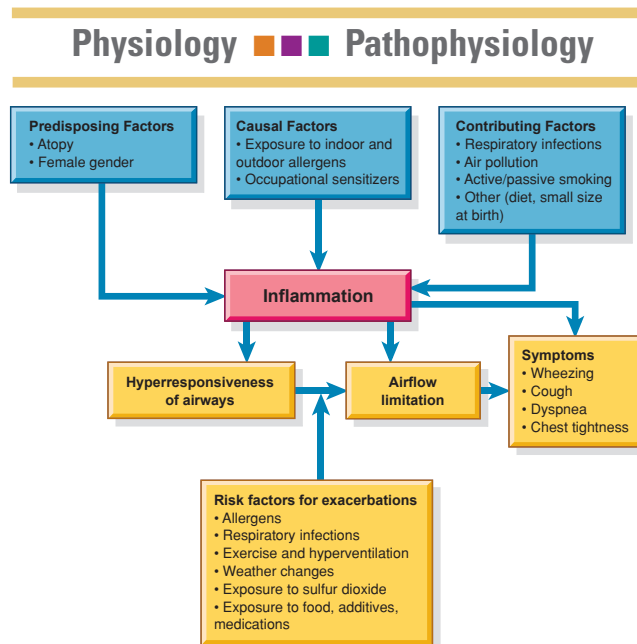 Physiology Pathophysiology
Predisposing Factors
• Atopy
• Female gender
Causal Factors
• Exposure to indoor and
outdoor allergens
• Occupational sensitizers
Contributing Factors
• Respiratory infections
• Air pollution
• Active/passive smoking
• Other (diet, small size
at birth)
Inflammation
Hyperresponsiveness
of airways
Airflow
limitation
Symptoms
• Wheezing
• Cough
• Dyspnea
• Chest tightness
Risk factors for exacerbations
• Allergens
• Respiratory infections
• Exercise and hyperventilation
• Weather changes
• Exposure to sulfur dioxide
• Exposure to food, additives,
medications